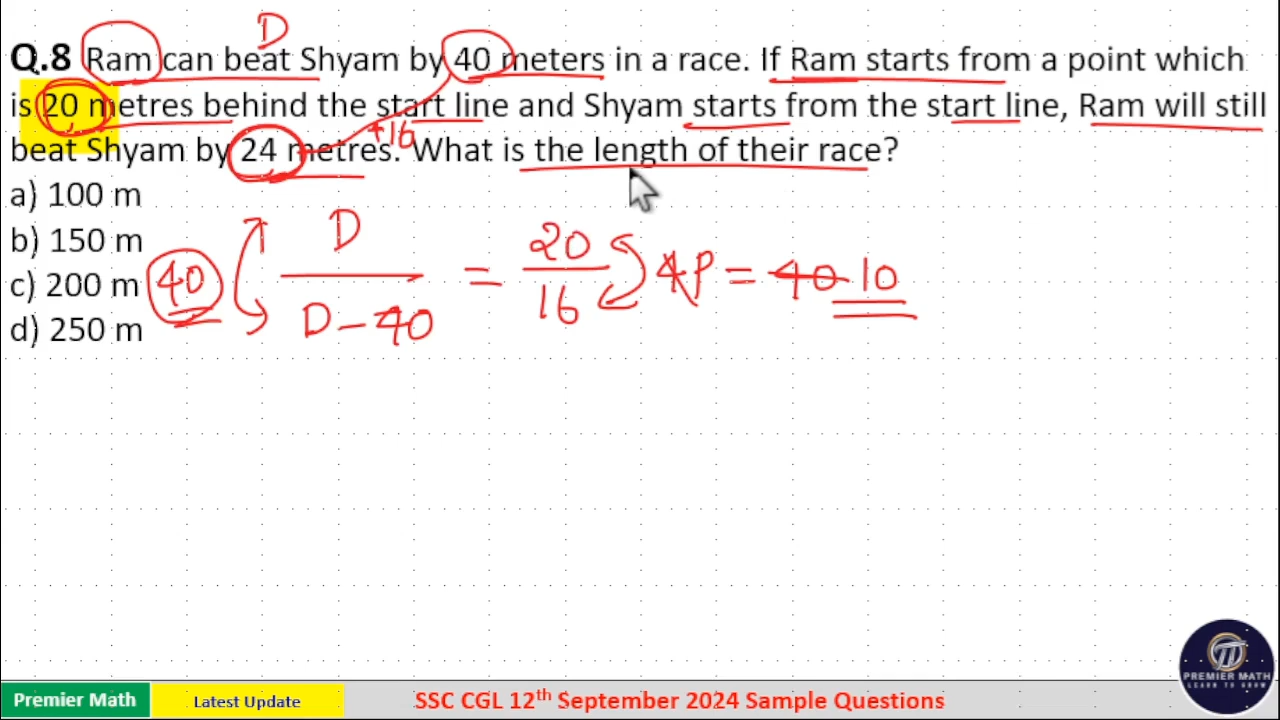 D
Q.8 Ram can beat Shyam by 40 meters in a race. If Ram starts from a point which
is 20 metres behind the start line and Shyam starts from the start line, Ram will still
+16
beat Shyam by 24 metres. What is the length of their race?
a) 100 m
b) 150 m
c) 200 m
d) 250 m
40 D / D - 40 = 20 / 16 4P = 40 10
PREMIER MATH
LEARN TO GROW
Premier Math Latest Update SSC CGL 12th September 2024 Sample Questions